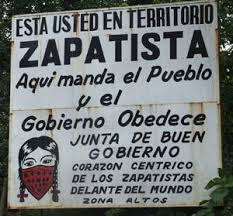 ESTA USTED EN TERRITORIO
ZAPATISTA
Aqui manda el Pueblo
y el
Gobierno Obedece
JUNTA DE BUEN
GOBIERNO
CORAZON CENTRICO
DE LOS ZAPATISTAS
DELANTE DEL MUNDO
ZONA ALTOS